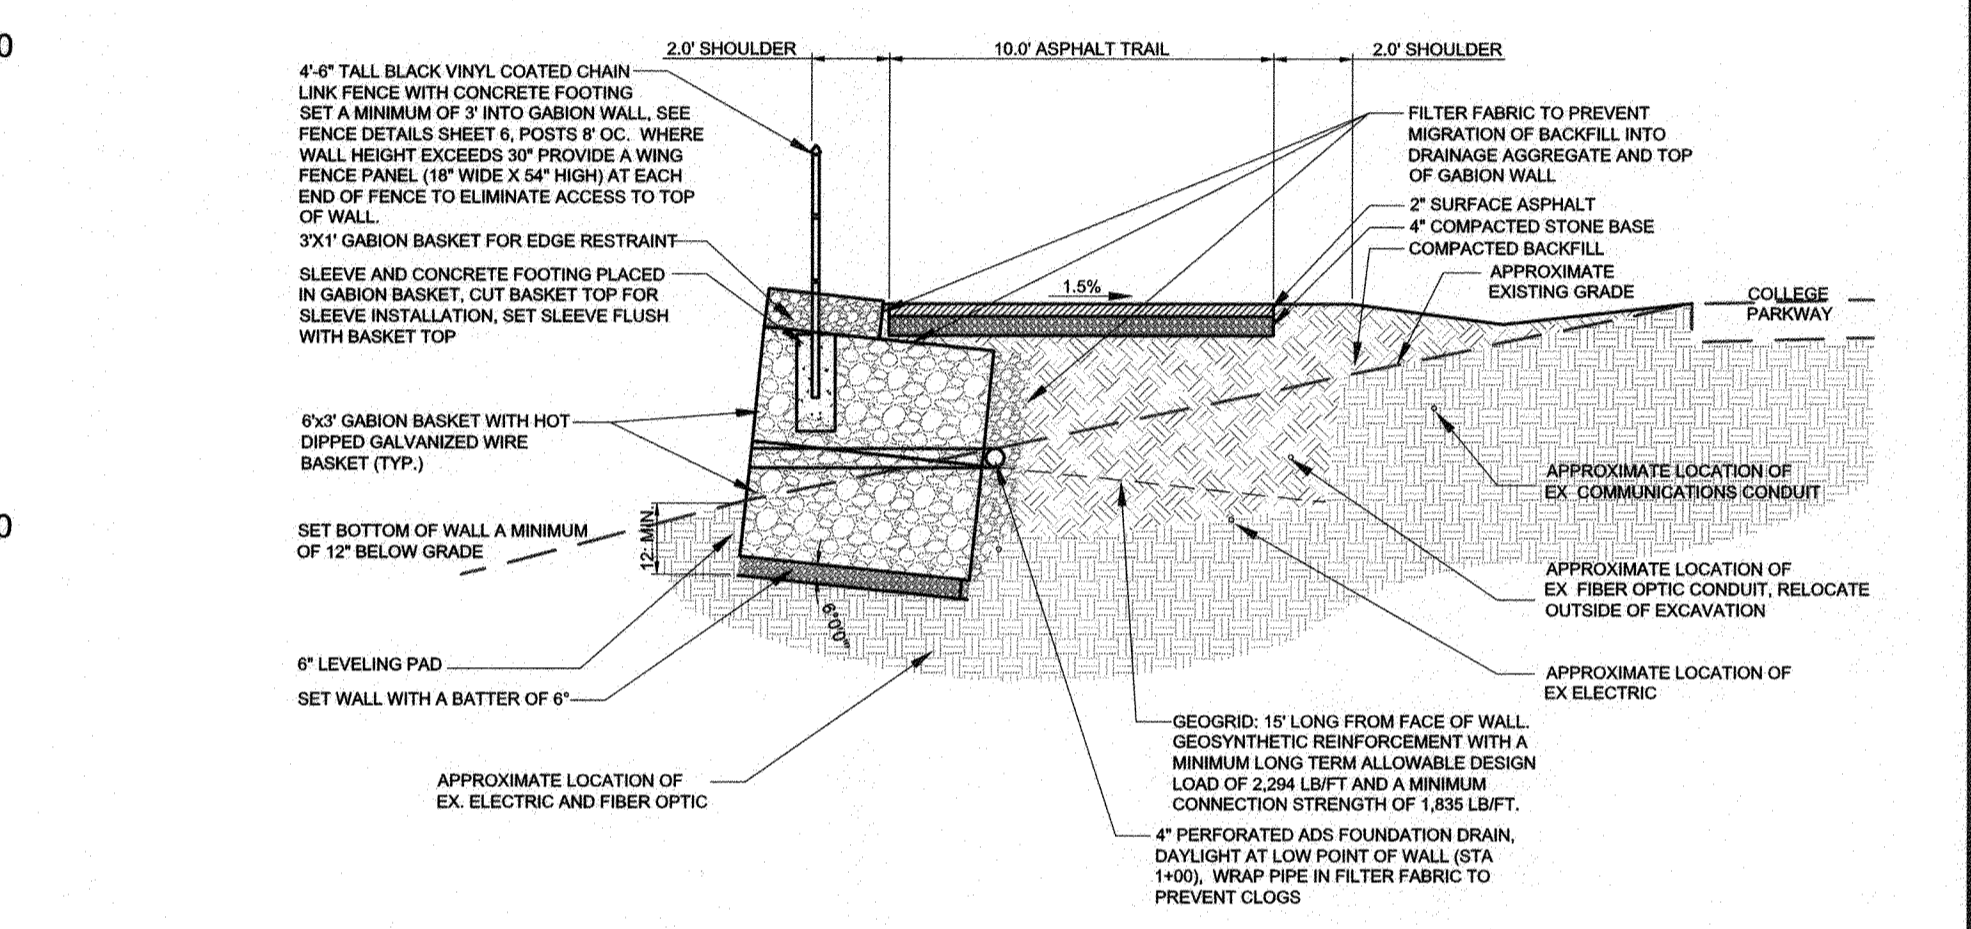 0
0
2.0' SHOULDER
10.0' ASPHALT TRAIL
2.0' SHOULDER
4'-6" TALL BLACK VINYL COATED CHAIN
LINK FENCE WITH CONCRETE FOOTING
SET A MINIMUM OF 3' INTO GABION WALL, SEE
FENCE DETAILS SHEET 6, POSTS 8' OC. WHERE
WALL HEIGHT EXCEEDS 30" PROVIDE A WING
FENCE PANEL (18" WIDE X 54" HIGH) AT EACH
END OF FENCE TO ELIMINATE ACCESS TO TOP
OF WALL.
3'X1' GABION BASKET FOR EDGE RESTRAINT
SLEEVE AND CONCRETE FOOTING PLACED
IN GABION BASKET, CUT BASKET TOP FOR
SLEEVE INSTALLATION, SET SLEEVE FLUSH
WITH BASKET TOP
6'x3' GABION BASKET WITH HOT
DIPPED GALVANIZED WIRE
BASKET (TYP.)
SET BOTTOM OF WALL A MINIMUM
OF 12" BELOW GRADE
12" MIN.
6" LEVELING PAD
SET WALL WITH A BATTER OF 6°
6°0'0"
APPROXIMATE LOCATION OF
EX. ELECTRIC AND FIBER OPTIC
1.5%
FILTER FABRIC TO PREVENT
MIGRATION OF BACKFILL INTO
DRAINAGE AGGREGATE AND TOP
OF GABION WALL
2" SURFACE ASPHALT
4" COMPACTED STONE BASE
COMPACTED BACKFILL
APPROXIMATE
EXISTING GRADE
COLLEGE
PARKWAY
APPROXIMATE LOCATION OF
EX COMMUNICATIONS CONDUIT
APPROXIMATE LOCATION OF
EX FIBER OPTIC CONDUIT, RELOCATE
OUTSIDE OF EXCAVATION
APPROXIMATE LOCATION OF
EX ELECTRIC
GEOGRID: 15' LONG FROM FACE OF WALL.
GEOSYNTHETIC REINFORCEMENT WITH A
MINIMUM LONG TERM ALLOWABLE DESIGN
LOAD OF 2,294 LB/FT AND A MINIMUM
CONNECTION STRENGTH OF 1,835 LB/FT.
4" PERFORATED ADS FOUNDATION DRAIN,
DAYLIGHT AT LOW POINT OF WALL (STA
1+00), WRAP PIPE IN FILTER FABRIC TO
PREVENT CLOGS